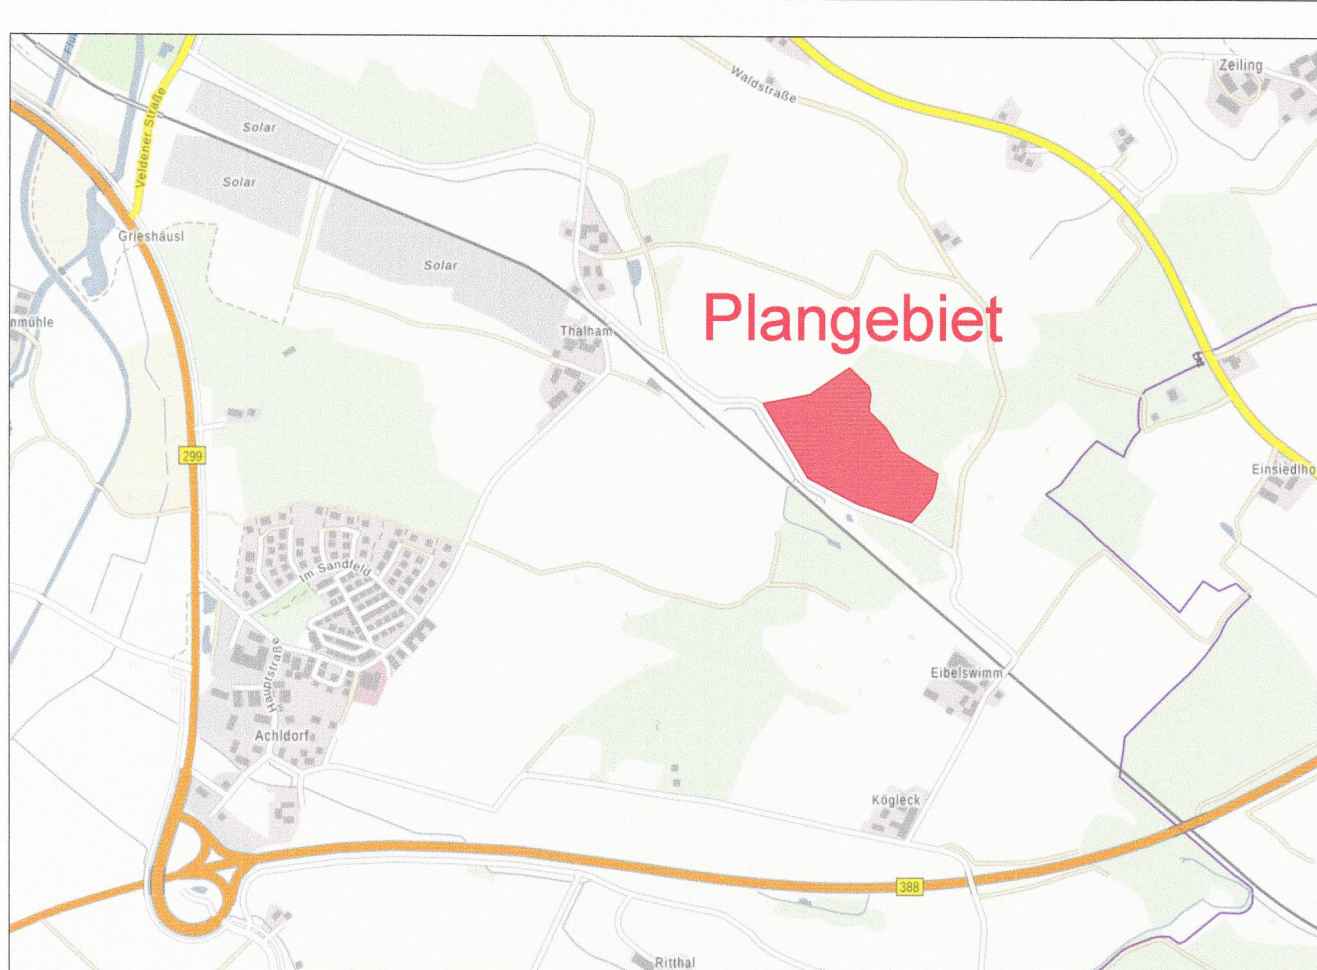 Zeiling
Waldstraße
Veldener Straße
Solar
Solar
Grieshäusl
Solar
Plangebiet
nmühle
Thalham
299
Einsiedlho
Im Sandfeld
Hauptstraße
Eibelswimm
Achldorf
Kögleck
388
Ritthal